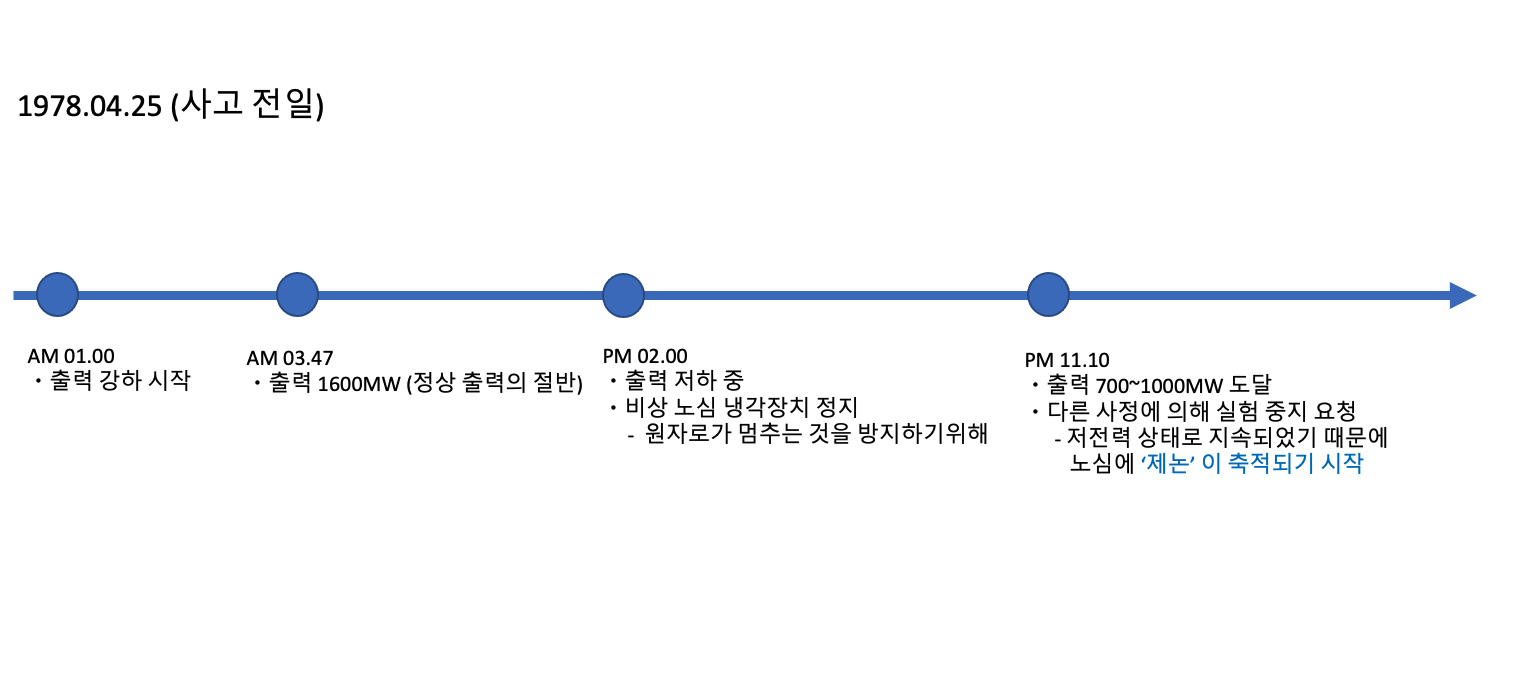 1978.04.25 (사고 전일)
AM 01.00
・출력 강하 시작
AM 03.47
・출력 1600MW (정상 출력의 절반)
PM 02.00
・출력 저하 중
・비상 노심 냉각장치 정지
- 원자로가 멈추는 것을 방지하기위해
PM 11.10
・출력 700~1000MW 도달
・다른 사정에 의해 실험 중지 요청
- 저전력 상태로 지속되었기 때문에
노심에 ‘제논’ 이 축적되기 시작